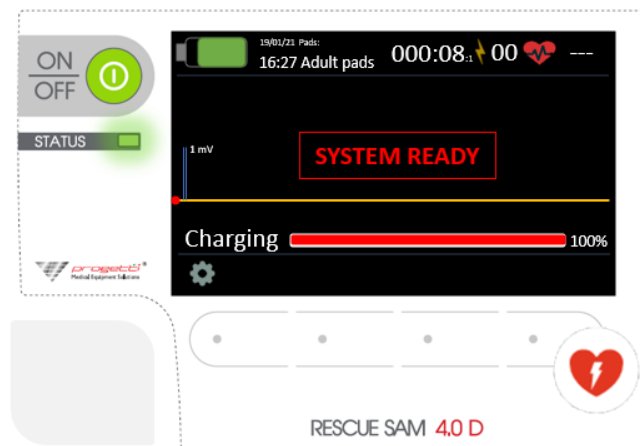 ON
OFF
STATUS
19/01/21 Pads:
16:27 Adult pads
000:08:1
00
---
1 mV
SYSTEM READY
Charging
100%
progetti®
Medical Equipment Solutions
RESCUE SAM 4.0 D